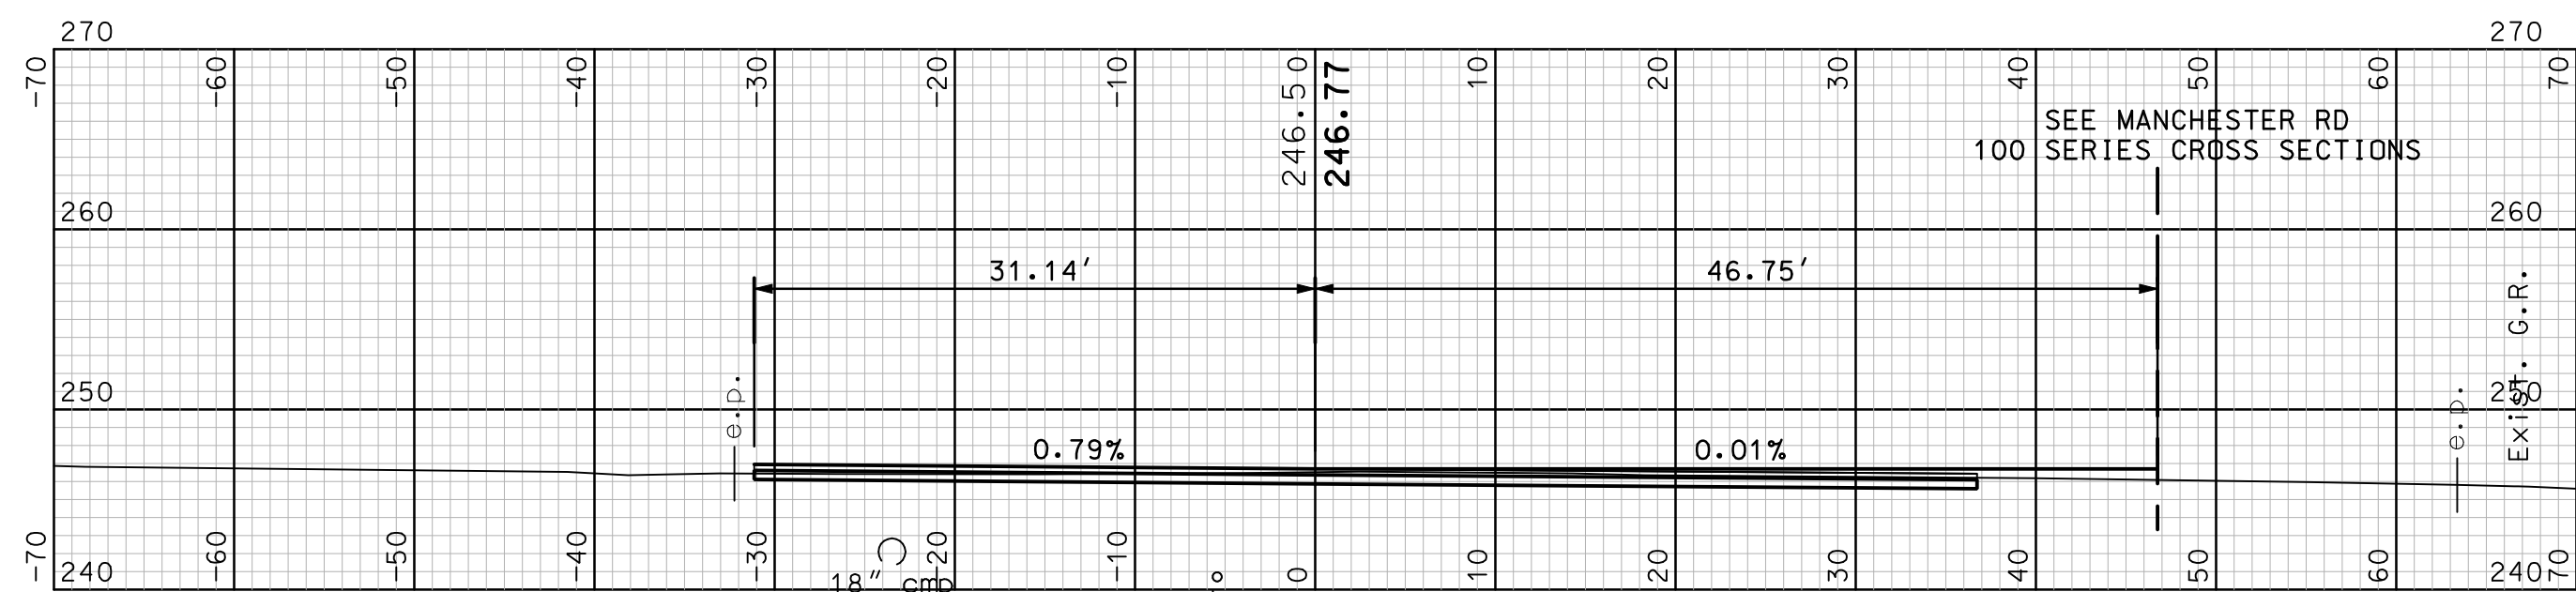 270 270
-70 -60 -50 -40 -30 -20 -10 246.50 246.77 10 20 30 40 50 60 70
SEE MANCHESTER RD
100 SERIES CROSS SECTIONS
260 260
31.14' 46.75'
Exist. G.R.
250 250
e.p. e.p.
0.79% 0.01%
-70 -60 -50 -40 -30 -20 -10 0 10 20 30 40 50 60 70
240 240
18" cmp